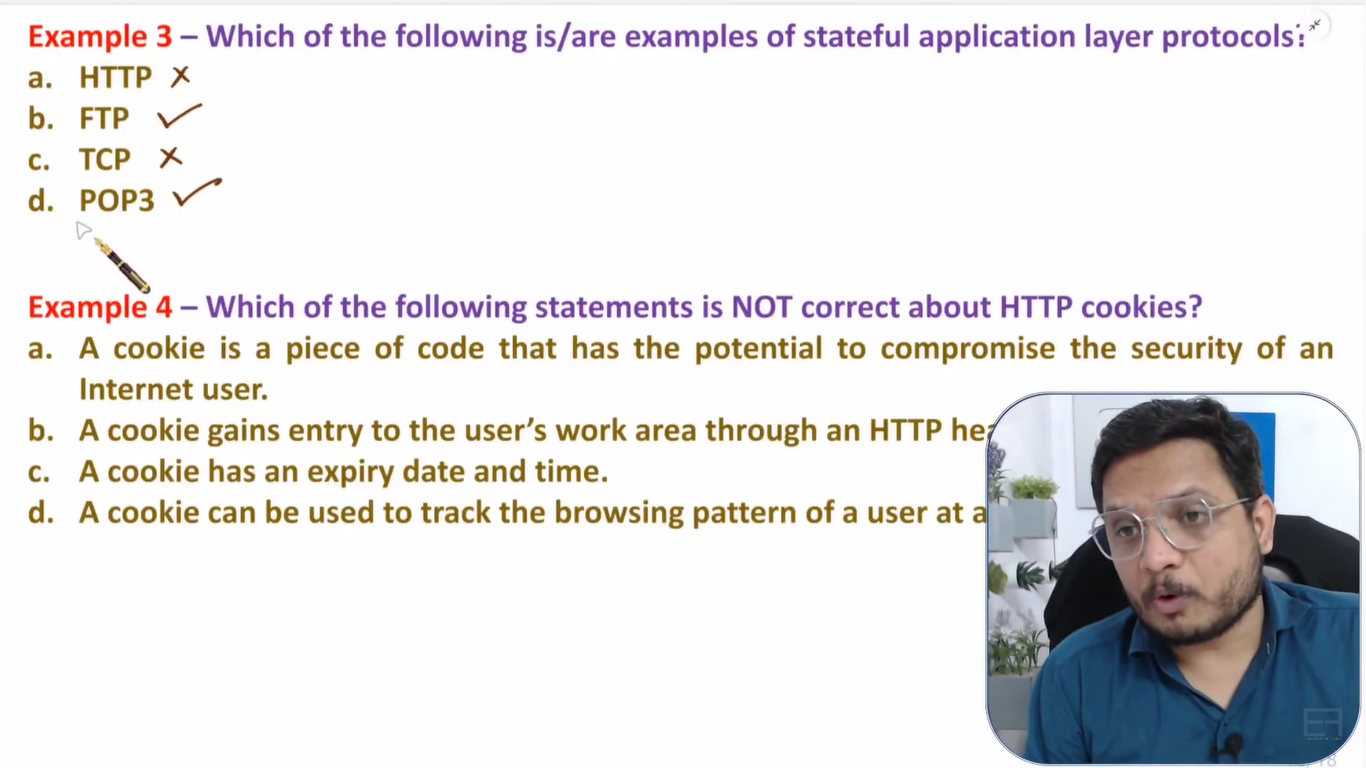 Example 3 – Which of the following is/are examples of stateful application layer protocols?
a. HTTP ✗
b. FTP ✓
c. TCP ✗
d. POP3 ✓
Example 4 – Which of the following statements is NOT correct about HTTP cookies?
a. A cookie is a piece of code that has the potential to compromise the security of an
Internet user.
b. A cookie gains entry to the user’s work area through an HTTP
c. A cookie has an expiry date and time.
d. A cookie can be used to track the browsing pattern of a user at a